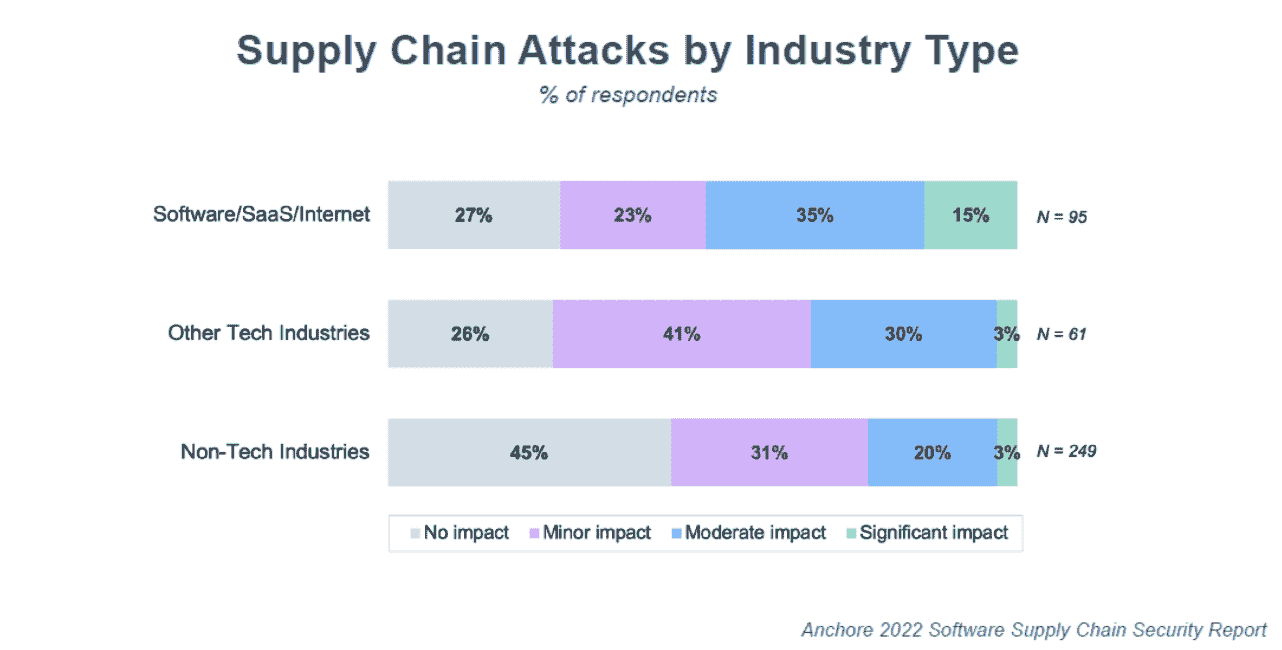 Supply Chain Attacks by Industry Type
% of respondents
Software/SaaS/Internet 27% 23% 35% 15% N = 95
Other Tech Industries 26% 41% 30% 3% N = 61
Non-Tech Industries 45% 31% 20% 3% N = 249
No impact Minor impact Moderate impact Significant impact
Anchore 2022 Software Supply Chain Security Report